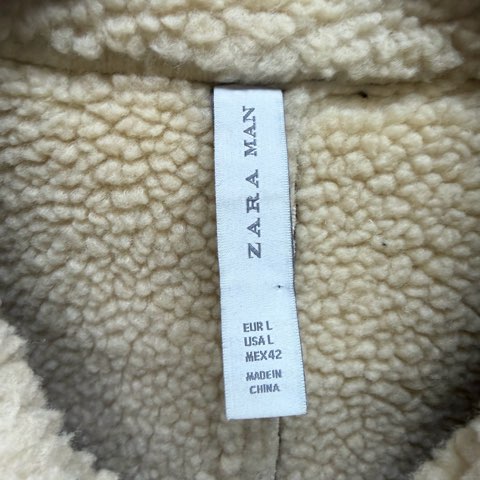 ZARA MAN
EUR L
USA L
MEX 42
MADE IN
CHINA